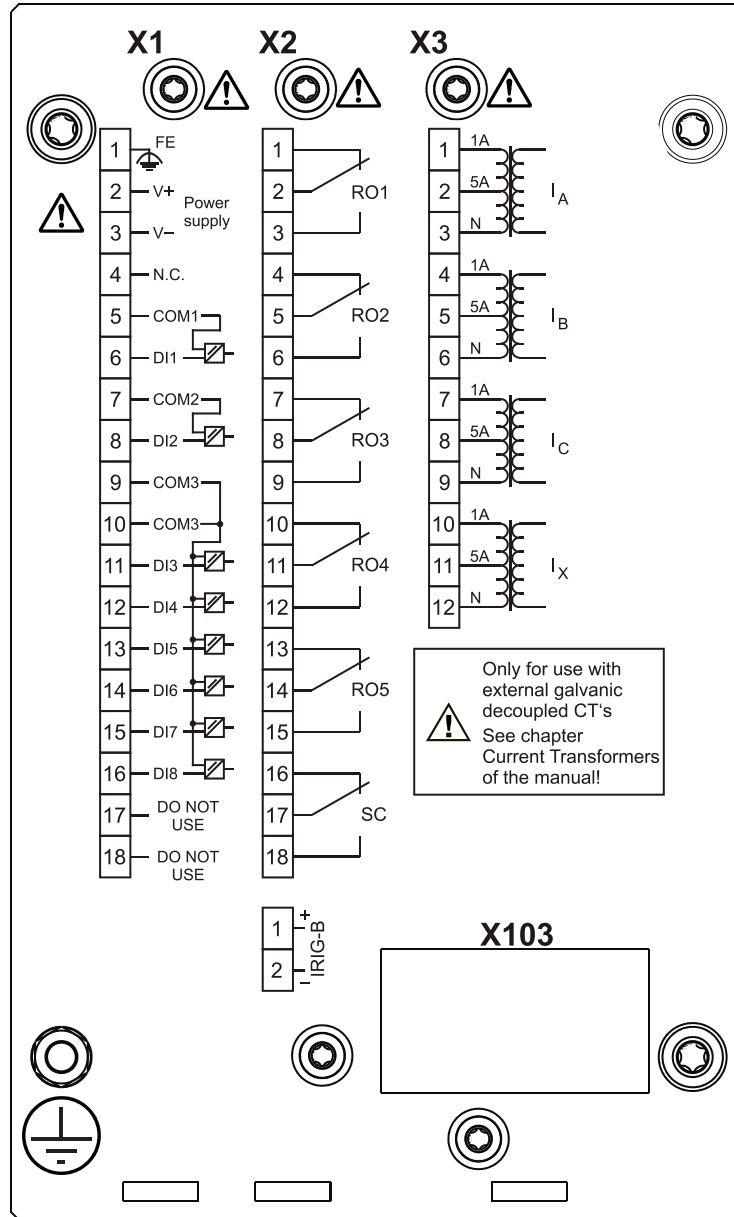 X1 X2 X3
1 FE
2 V+
Power
supply
3 V–
4 N.C.
5 COM1
6 DI1
7 COM2
8 DI2
9 COM3
10 COM3
11 DI3
12 DI4
13 DI5
14 DI6
15 DI7
16 DI8
17 DO NOT
USE
18 DO NOT
USE
1
2 RO1
3
4
5 RO2
6
7
8 RO3
9
10
11 RO4
12
13
14 RO5
15
16
17 SC
18
1 +
IRIG-B
2 –
1 1A
2 5A IA
3 N
4 1A
5 5A IB
6 N
7 1A
8 5A IC
9 N
10 1A
11 5A IX
12 N
Only for use with
external galvanic
decoupled CT‘s
See chapter
Current Transformers
of the manual!
X103